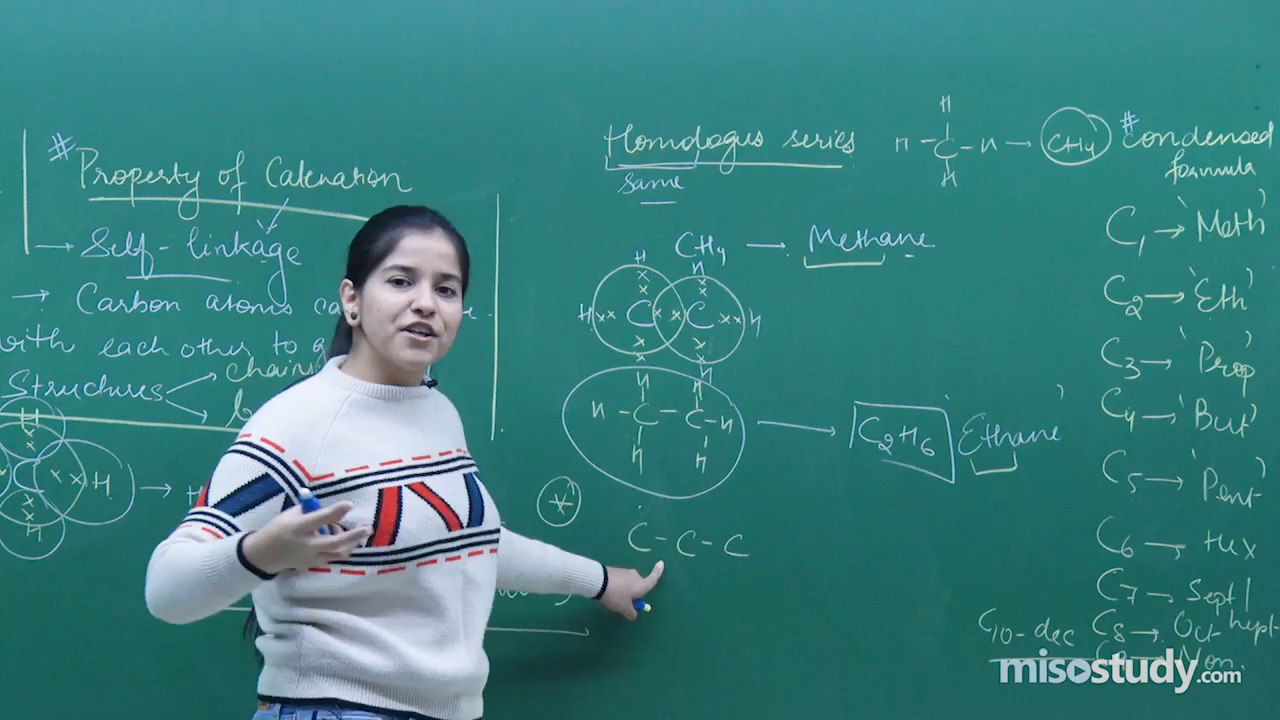 # Property of Catenation
→ Self-linkage
→ Carbon atoms ca
with each other to
Structures
chains
H
x x H →
H
Homologus series
same
CH4 → Methane
H H
H x x C x x C x x H
H H
H - C - C - H → C2H6 'Ethane'
H H
C - C - C
H
H - C - H → CH4
H
# Condensed formula
C1 → 'Meth'
C2 → 'Eth'
C3 → 'Prop'
C4 → 'But'
C5 → 'Pent'
C6 → Hex
C7 → Sept/hept
C8 → Oct
C10 - dec
Non
misostudy.com